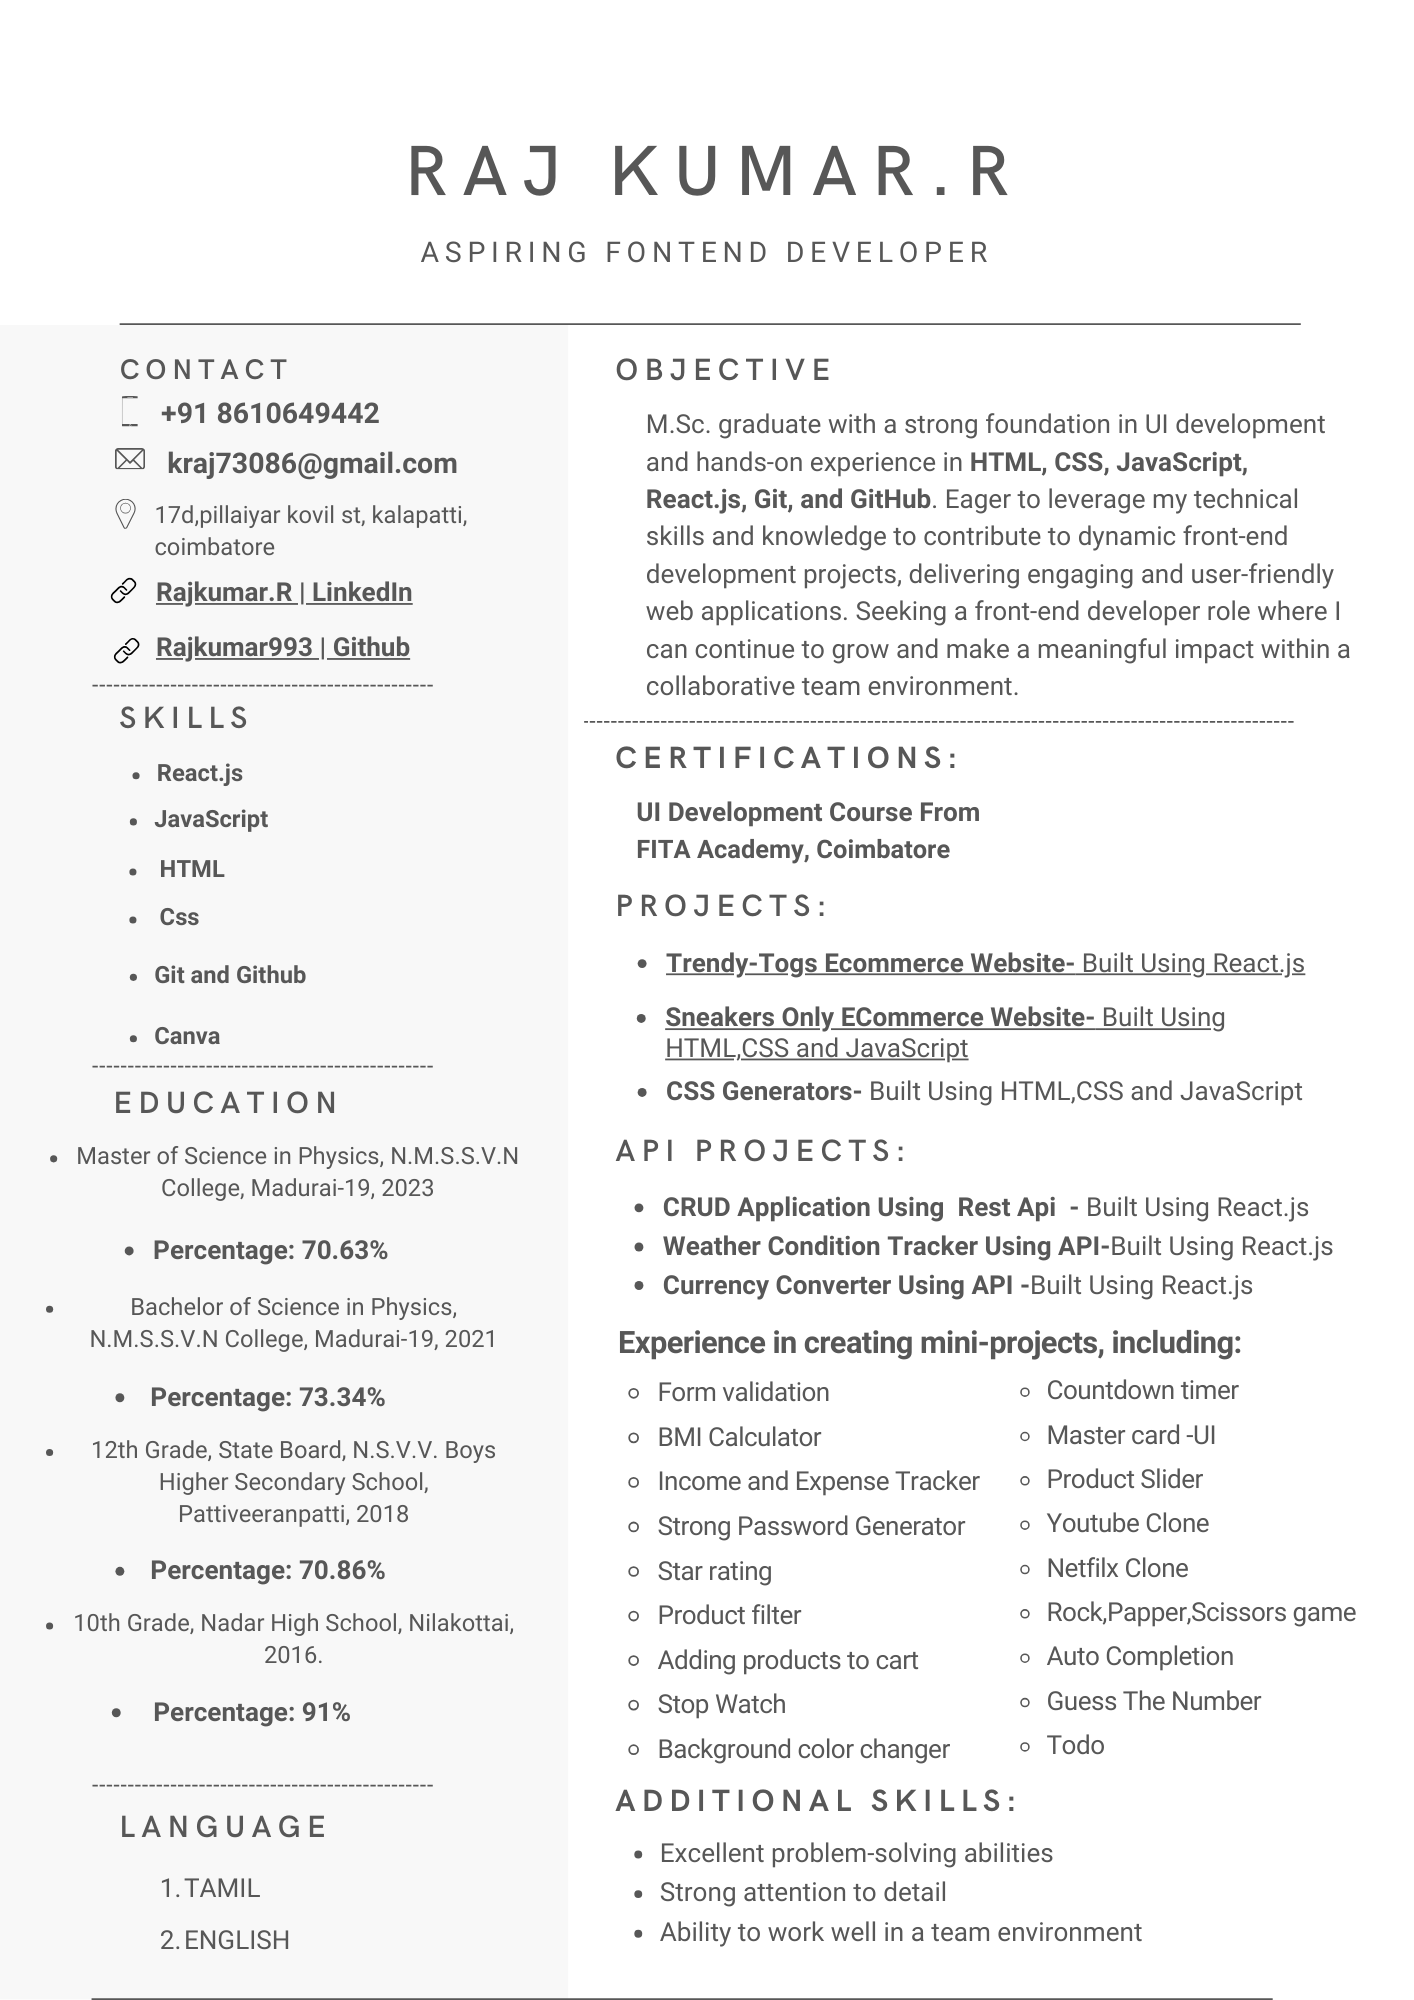 RAJ KUMAR.R
ASPIRING FONTEND DEVELOPER
CONTACT
+91 8610649442
kraj73086@gmail.com
17d,pillaiyar kovil st, kalapatti,
coimbatore
Rajkumar.R | LinkedIn
Rajkumar993 | Github
------------------------------------------------
SKILLS
• React.js
• JavaScript
• HTML
• Css
• Git and Github
• Canva
------------------------------------------------
EDUCATION
• Master of Science in Physics, N.M.S.S.V.N
College, Madurai-19, 2023
• Percentage: 70.63%
• Bachelor of Science in Physics,
N.M.S.S.V.N College, Madurai-19, 2021
• Percentage: 73.34%
• 12th Grade, State Board, N.S.V.V. Boys
Higher Secondary School,
Pattiveeranpatti, 2018
• Percentage: 70.86%
• 10th Grade, Nadar High School, Nilakottai,
2016.
• Percentage: 91%
------------------------------------------------
LANGUAGE
1. TAMIL
2. ENGLISH
OBJECTIVE
M.Sc. graduate with a strong foundation in UI development
and hands-on experience in HTML, CSS, JavaScript,
React.js, Git, and GitHub. Eager to leverage my technical
skills and knowledge to contribute to dynamic front-end
development projects, delivering engaging and user-friendly
web applications. Seeking a front-end developer role where I
can continue to grow and make a meaningful impact within a
collaborative team environment.
----------------------------------------------------------------------------------------------------
CERTIFICATIONS:
UI Development Course From
FITA Academy, Coimbatore
PROJECTS:
• Trendy-Togs Ecommerce Website- Built Using React.js
• Sneakers Only ECommerce Website- Built Using
HTML,CSS and JavaScript
• CSS Generators- Built Using HTML,CSS and JavaScript
API PROJECTS:
• CRUD Application Using Rest Api - Built Using React.js
• Weather Condition Tracker Using API-Built Using React.js
• Currency Converter Using API -Built Using React.js
Experience in creating mini-projects, including:
○ Form validation
○ BMI Calculator
○ Income and Expense Tracker
○ Strong Password Generator
○ Star rating
○ Product filter
○ Adding products to cart
○ Stop Watch
○ Background color changer
○ Countdown timer
○ Master card -UI
○ Product Slider
○ Youtube Clone
○ Netfilx Clone
○ Rock,Papper,Scissors game
○ Auto Completion
○ Guess The Number
○ Todo
ADDITIONAL SKILLS:
• Excellent problem-solving abilities
• Strong attention to detail
• Ability to work well in a team environment